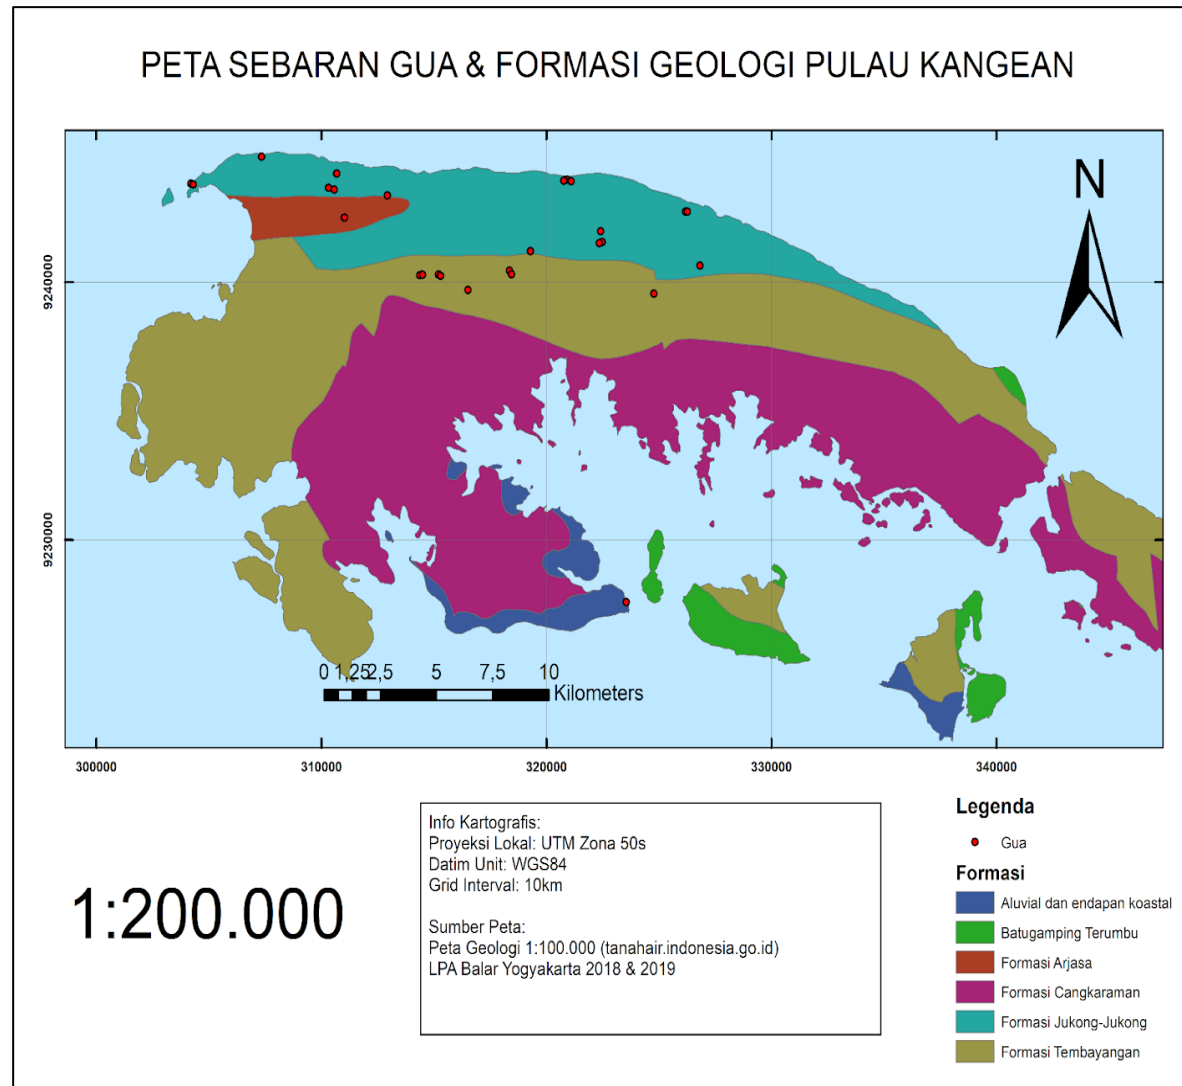 PETA SEBARAN GUA & FORMASI GEOLOGI PULAU KANGEAN
N
9240000
9230000
0 1,25 2,5 5 7,5 10
Kilometers
300000 310000 320000 330000 340000
1:200.000
Info Kartografis:
Proyeksi Lokal: UTM Zona 50s
Datim Unit: WGS84
Grid Interval: 10km
Sumber Peta:
Peta Geologi 1:100.000 (tanahair.indonesia.go.id)
LPA Balar Yogyakarta 2018 & 2019
Legenda
Gua
Formasi
Aluvial dan endapan koastal
Batugamping Terumbu
Formasi Arjasa
Formasi Cangkaraman
Formasi Jukong-Jukong
Formasi Tembayangan